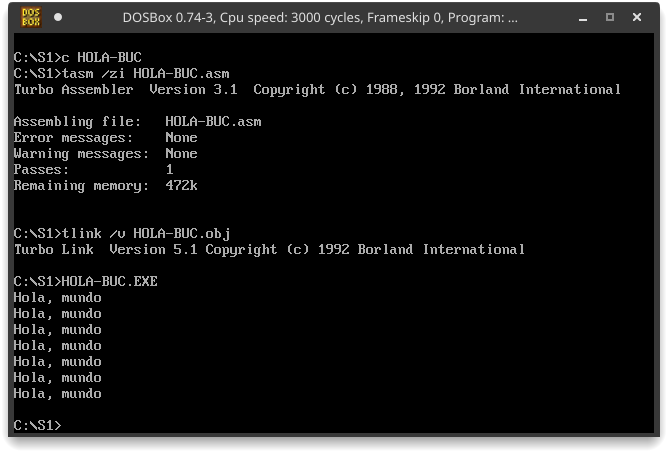 DOS
BOX
DOSBox 0.74-3, Cpu speed: 3000 cycles, Frameskip 0, Program: ...
C:\S1>c HOLA-BUC
C:\S1>tasm /zi HOLA-BUC.asm
Turbo Assembler  Version 3.1  Copyright (c) 1988, 1992 Borland International
Assembling file:   HOLA-BUC.asm
Error messages:    None
Warning messages:  None
Passes:            1
Remaining memory:  472k
C:\S1>tlink /v HOLA-BUC.obj
Turbo Link  Version 5.1 Copyright (c) 1992 Borland International
C:\S1>HOLA-BUC.EXE
Hola, mundo
Hola, mundo
Hola, mundo
Hola, mundo
Hola, mundo
Hola, mundo
Hola, mundo
C:\S1>